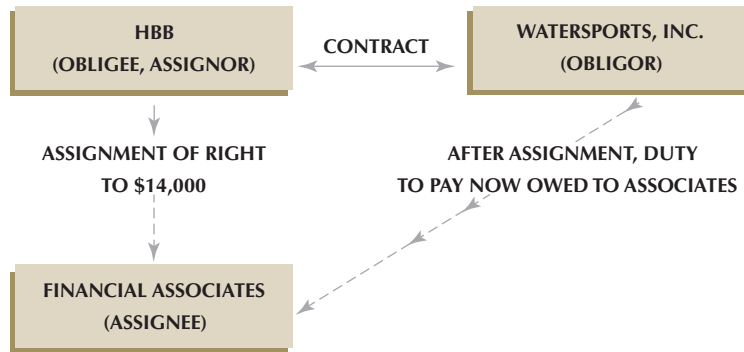 HBB
(OBLIGEE, ASSIGNOR)
CONTRACT
WATERSPORTS, INC.
(OBLIGOR)
ASSIGNMENT OF RIGHT
TO $14,000
AFTER ASSIGNMENT, DUTY
TO PAY NOW OWED TO ASSOCIATES
FINANCIAL ASSOCIATES
(ASSIGNEE)